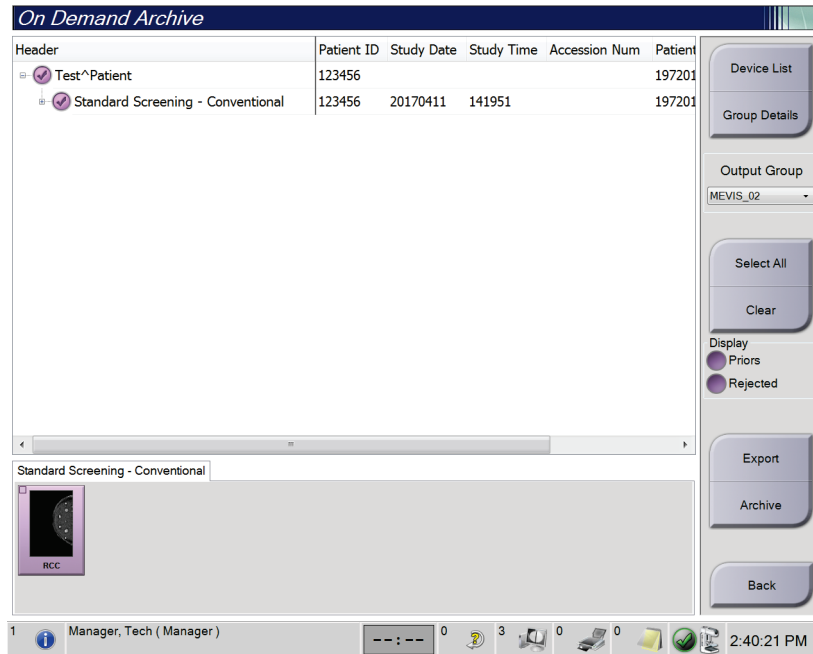 On Demand Archive
Header Patient ID Study Date Study Time Accession Num Patient
Test^Patient 123456 197201
Standard Screening - Conventional 123456 20170411 141951 197201
Device List
Group Details
Output Group
MEVIS_02
Select All
Clear
Display
Priors
Rejected
Export
Archive
Back
Standard Screening - Conventional
RCC
1 Manager, Tech ( Manager ) --:-- 0 3 0 0 2:40:21 PM